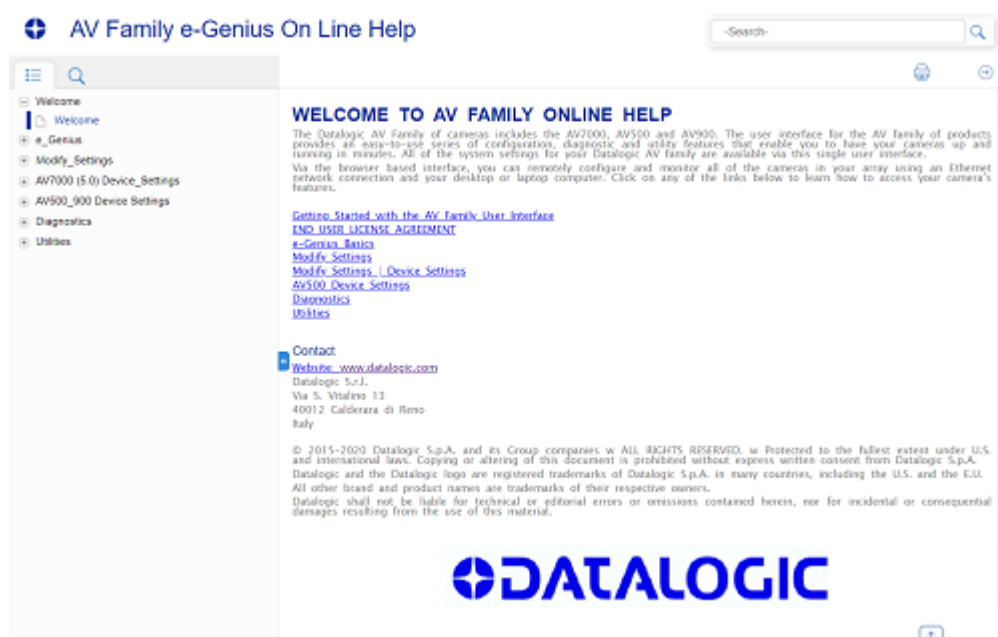 AV Family e-Genius On Line Help
-Search-
Welcome
Welcome
e_Genius
Modify_Settings
AV7000 (5.0) Device_Settings
AV500_900 Device Settings
Diagnostics
Utilities
WELCOME TO AV FAMILY ONLINE HELP
The Datalogic AV Family of cameras includes the AV7000, AV500 and AV900. The user interface for the AV family of products
provides an easy-to-use series of configuration, diagnostic and utility features that enable you to have your cameras up and
running in minutes. All of the system settings for your Datalogic AV family are available via this single user interface.
Via the browser based interface, you can remotely configure and monitor all of the cameras in your array using an Ethernet
network connection and your desktop or laptop computer. Click on any of the links below to learn how to access your camera's
features.
Getting Started with the AV Family User Interface
END USER LICENSE AGREEMENT
e-Genius Basics
Modify Settings
Modify Settings | Device Settings
AV500 Device Settings
Diagnostics
Utilities
Contact
Website: www.datalogic.com
Datalogic S.r.l.
Via S. Vitalino 13
40012 Calderara di Reno
Italy
© 2015-2020 Datalogic S.p.A. and its Group companies w ALL RIGHTS RESERVED. w Protected to the fullest extent under U.S.
and international laws. Copying or altering of this document is prohibited without express written consent from Datalogic S.p.A.
Datalogic and the Datalogic logo are registered trademarks of Datalogic S.p.A. in many countries, including the U.S. and the E.U.
All other brand and product names are trademarks of their respective owners.
Datalogic shall not be liable for technical or editorial errors or omissions contained herein, nor for incidental or consequential
damages resulting from the use of this material.
DATALOGIC